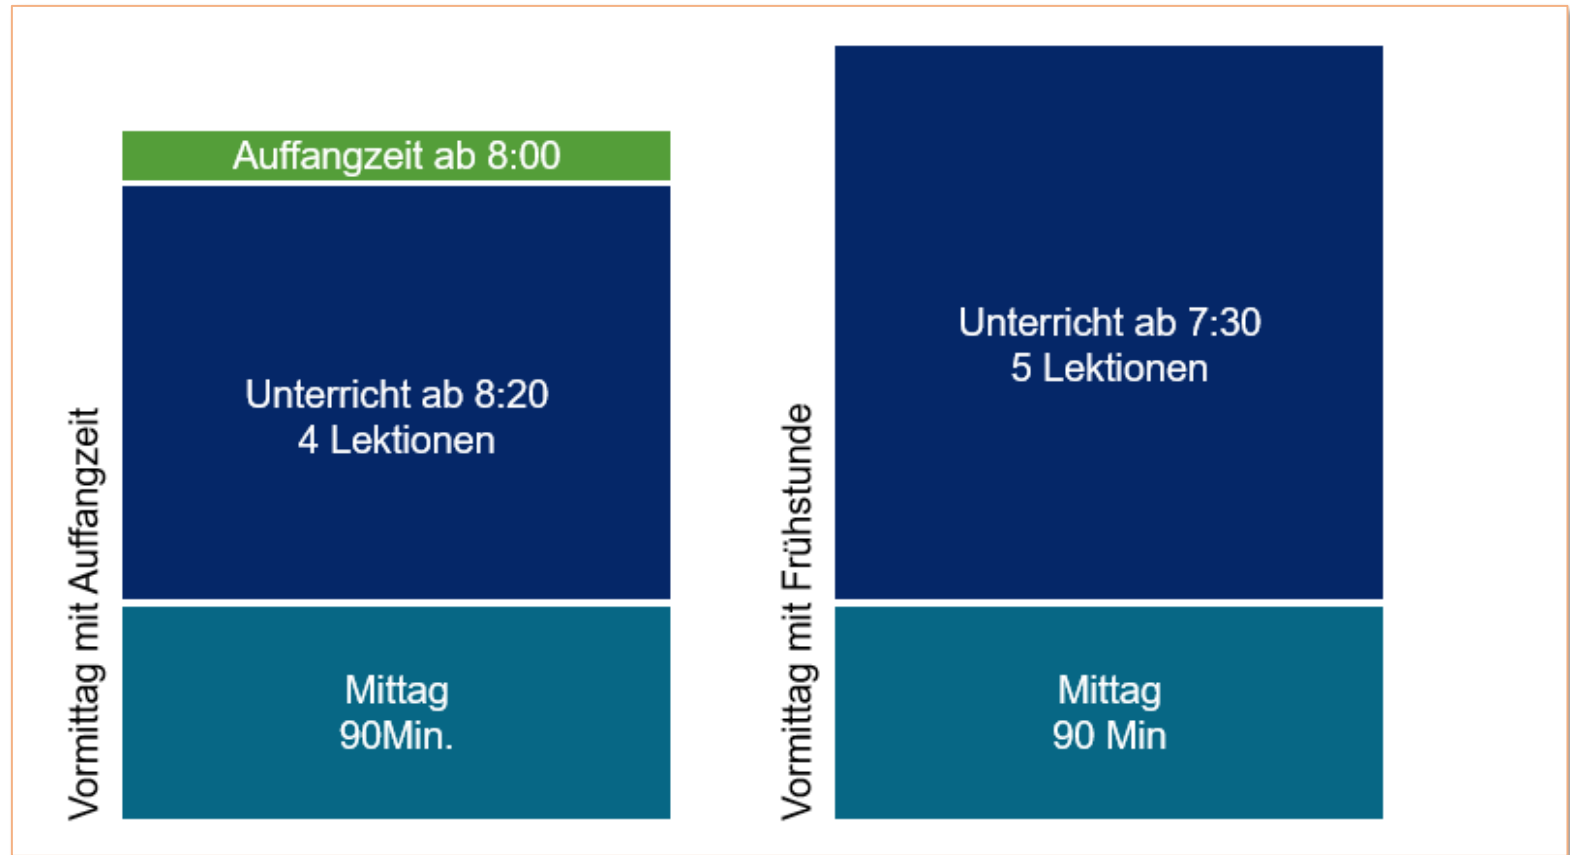 Vormittag mit Auffangzeit
Auffangzeit ab 8:00
Unterricht ab 8:20
4 Lektionen
Mittag
90Min.
Vormittag mit Frühstunde
Unterricht ab 7:30
5 Lektionen
Mittag
90 Min